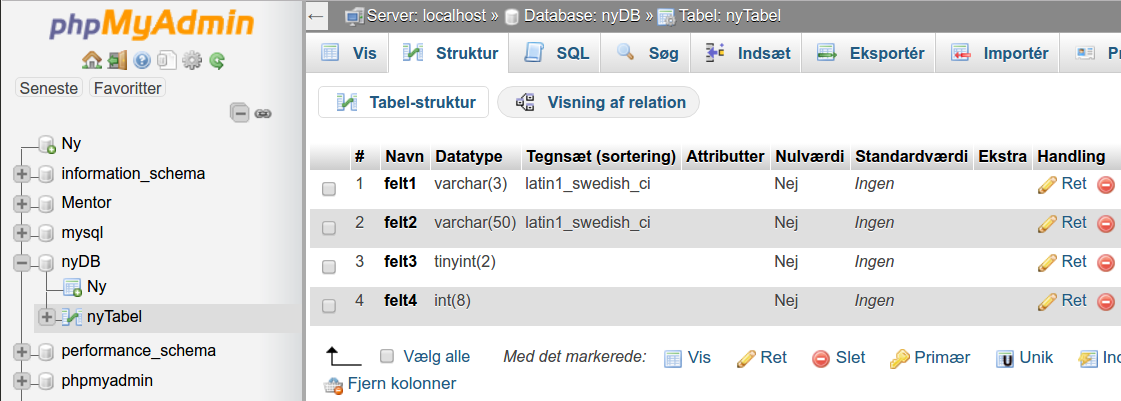 phpMyAdmin
Seneste Favoritter
Ny
information_schema
Mentor
mysql
nyDB
Ny
nyTabel
performance_schema
phpmyadmin
← Server: localhost » Database: nyDB » Tabel: nyTabel
Vis Struktur SQL Søg Indsæt Eksportér Importér
Tabel-struktur Visning af relation
# Navn Datatype Tegnsæt (sortering) Attributter Nulværdi Standardværdi Ekstra Handling
1 felt1 varchar(3) latin1_swedish_ci Nej Ingen Ret
2 felt2 varchar(50) latin1_swedish_ci Nej Ingen Ret
3 felt3 tinyint(2) Nej Ingen Ret
4 felt4 int(8) Nej Ingen Ret
Vælg alle Med det markerede: Vis Ret Slet Primær Unik
Fjern kolonner